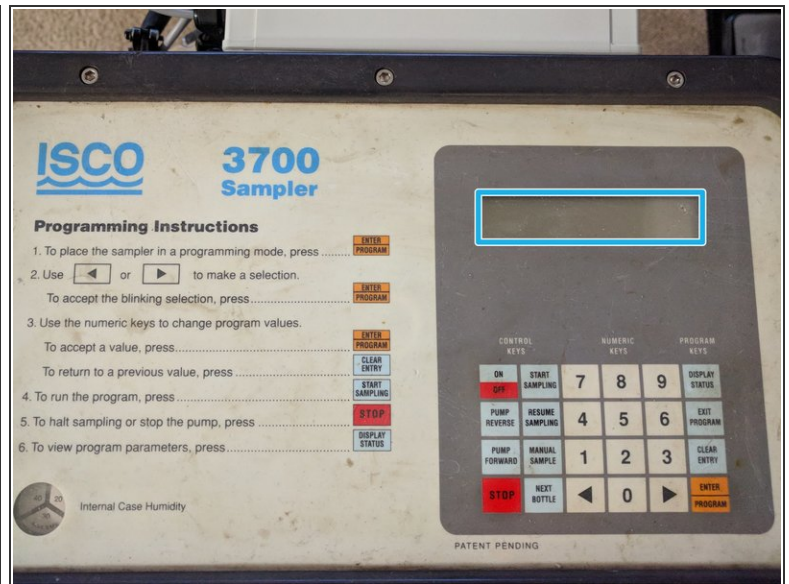 ISCO
3700
Sampler
Programming Instructions
1. To place the sampler in a programming mode, press ....... ENTER PROGRAM
2. Use ◀ or ▶ to make a selection.
To accept the blinking selection, press......................... ENTER PROGRAM
3. Use the numeric keys to change program values.
To accept a value, press............................................ ENTER PROGRAM
To return to a previous value, press............................. CLEAR ENTRY
4. To run the program, press ........................................ START SAMPLING
5. To halt sampling or stop the pump, press .................... STOP
6. To view program parameters, press............................ DISPLAY STATUS
Internal Case Humidity
40 20
CONTROL KEYS
NUMERIC KEYS
PROGRAM KEYS
ON OFF
START SAMPLING
7 8 9
DISPLAY STATUS
PUMP REVERSE
RESUME SAMPLING
4 5 6
EXIT PROGRAM
PUMP FORWARD
MANUAL SAMPLE
1 2 3
CLEAR ENTRY
STOP
NEXT BOTTLE
◀ 0 ▶
ENTER PROGRAM
PATENT PENDING